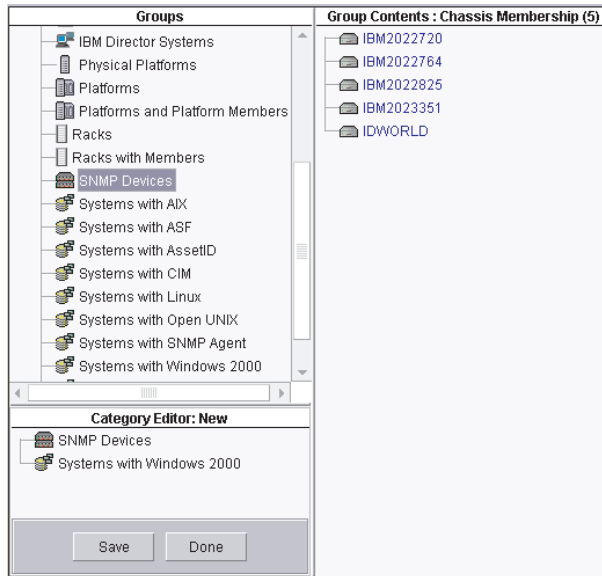 Groups
IBM Director Systems
Physical Platforms
Platforms
Platforms and Platform Members
Racks
Racks with Members
SNMP Devices
Systems with AIX
Systems with ASF
Systems with AssetID
Systems with CIM
Systems with Linux
Systems with Open UNIX
Systems with SNMP Agent
Systems with Windows 2000
Category Editor: New
SNMP Devices
Systems with Windows 2000
Save
Done
Group Contents : Chassis Membership (5)
IBM2022720
IBM2022764
IBM2022825
IBM2023351
IDWORLD